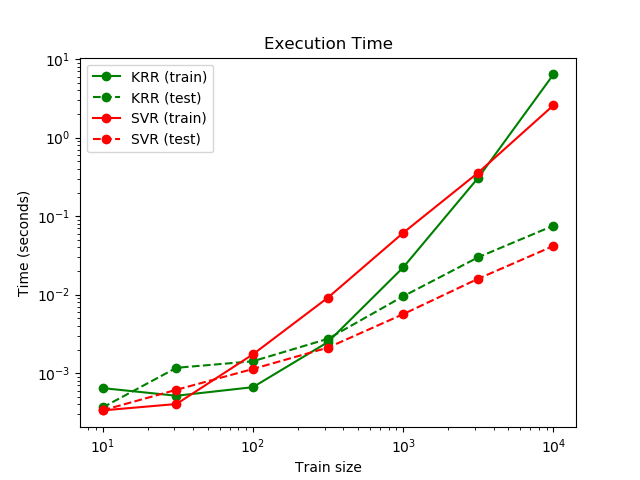 Execution Time
KRR (train)
KRR (test)
SVR (train)
SVR (test)
Time (seconds)
10¹
10⁰
10⁻¹
10⁻²
10⁻³
10¹
10²
10³
10⁴
Train size